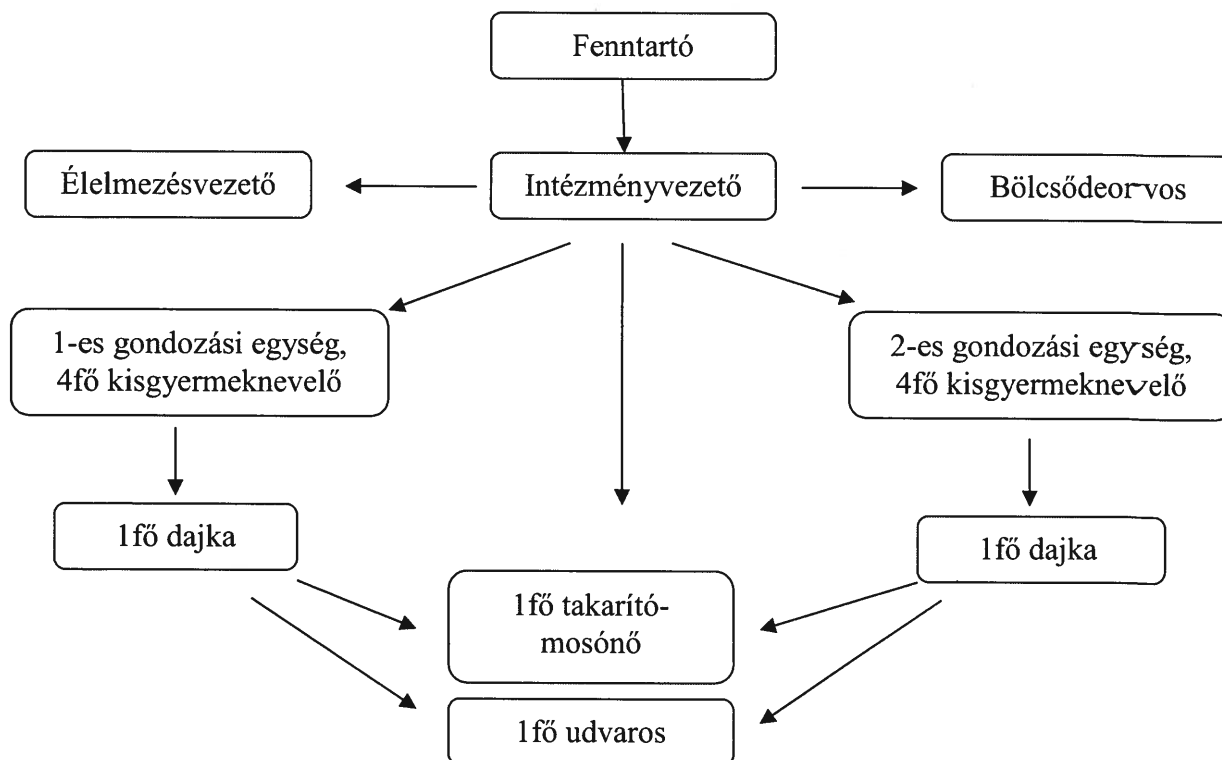 Fenntartó
Élelmezésvezető
Intézményvezető
Bölcsődeorvos
1-es gondozási egység,
4fő kisgyermeknevelő
2-es gondozási egység,
4fő kisgyermeknevelő
1fő dajka
1fő dajka
1fő takarító-
mosónő
1fő udvaros